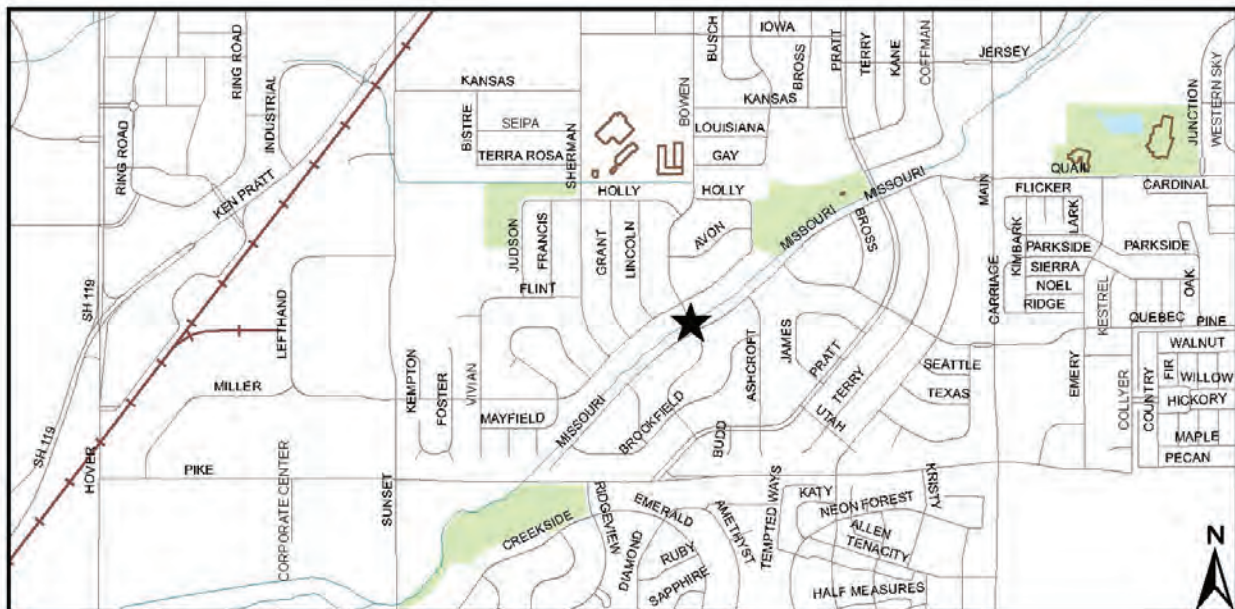 RING ROAD
RING ROAD
INDUSTRIAL
KEN PRATT
SH 119
SH 119
HOVER
LEFTHAND
MILLER
PIKE
CORPORATE CENTER
SUNSET
KANSAS
BISTRE
SEIPA
TERRA ROSA
SHERMAN
HOLLY
JUDSON
FRANCIS
GRANT
LINCOLN
FLINT
KEMPTON
FOSTER
VIVIAN
MAYFIELD
MISSOURI
BROCKFIELD
BUDD
ASHCROFT
JAMES
PRATT
TERRY
UTAH
BUSCH
IOWA
BROSS
PRATT
TERRY
KANE
COFFMAN
JERSEY
KANSAS
BOWEN
LOUISIANA
GAY
HOLLY
AVON
MISSOURI
MISSOURI
BROSS
MAIN
CARRIAGE
SEATTLE
TEXAS
QUAIL
FLICKER
CARDINAL
JUNCTION
WESTERN SKY
KIMBARK
LARK
PARKSIDE
PARKSIDE
SIERRA
NOEL
RIDGE
KESTREL
OAK
QUEBEC
PINE
WALNUT
FIR
WILLOW
HICKORY
MAPLE
PECAN
EMERY
COLLYER
COUNTRY
CREEKSIDE
RIDGEVIEW
EMERALD
DIAMOND
RUBY
SAPPHIRE
AMETHYST
TEMPTED WAYS
KATY
NEON FOREST
KRISTY
ALLEN
TENACITY
HALF MEASURES
N